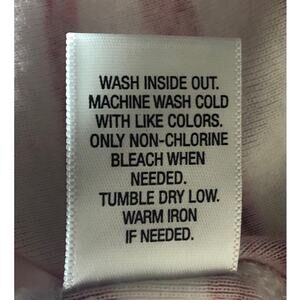 WASH INSIDE OUT.
MACHINE WASH COLD
WITH LIKE COLORS.
ONLY NON-CHLORINE
BLEACH WHEN
NEEDED.
TUMBLE DRY LOW.
WARM IRON
IF NEEDED.